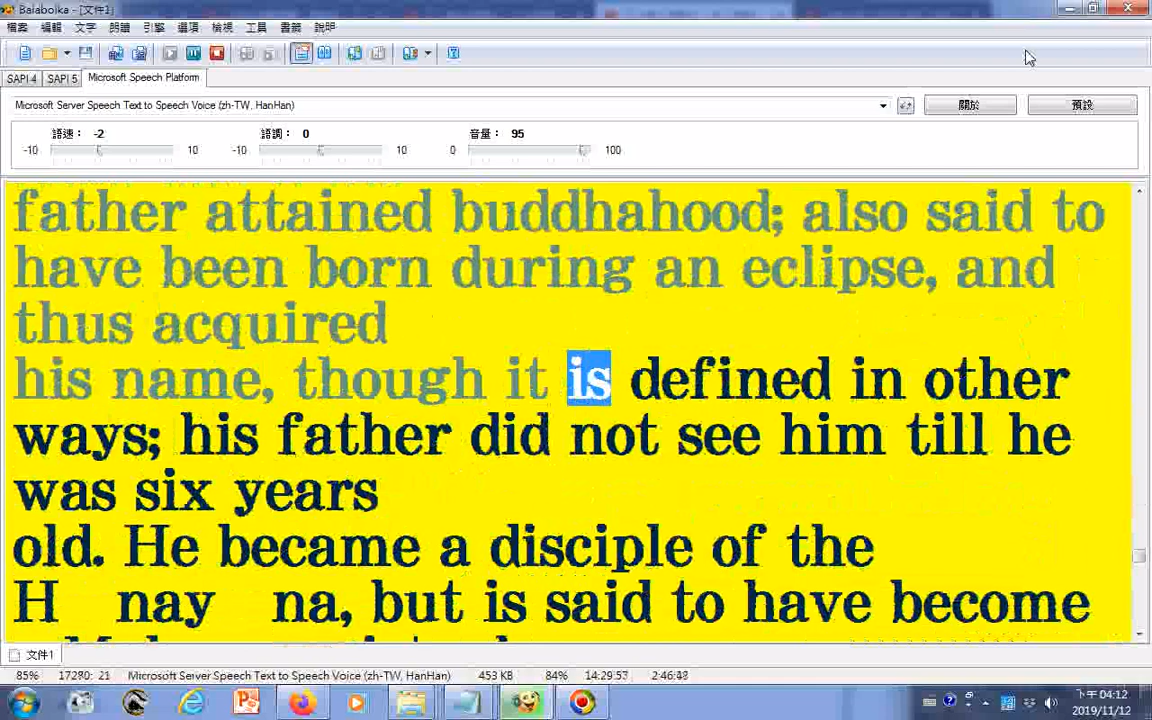 Balabolka - [文件1]
檔案 編輯 文字 朗讀 引擎 選項 檢視 工具 書籤 說明
SAPI 4 SAPI 5 Microsoft Speech Platform
Microsoft Server Speech Text to Speech Voice (zh-TW, HanHan) 關於 預設
語速： -2 語調： 0 音量： 95
-10 10 -10 10 0 100
father attained buddhahood; also said to
have been born during an eclipse, and
thus acquired
his name, though it is defined in other
ways; his father did not see him till he
was six years
old. He became a disciple of the
H nay na, but is said to have become
文件1
85% 17280: 21 Microsoft Server Speech Text to Speech Voice (zh-TW, HanHan) 453 KB 84% 14:29:57 2:46:48
下午 04:12
2019/11/12